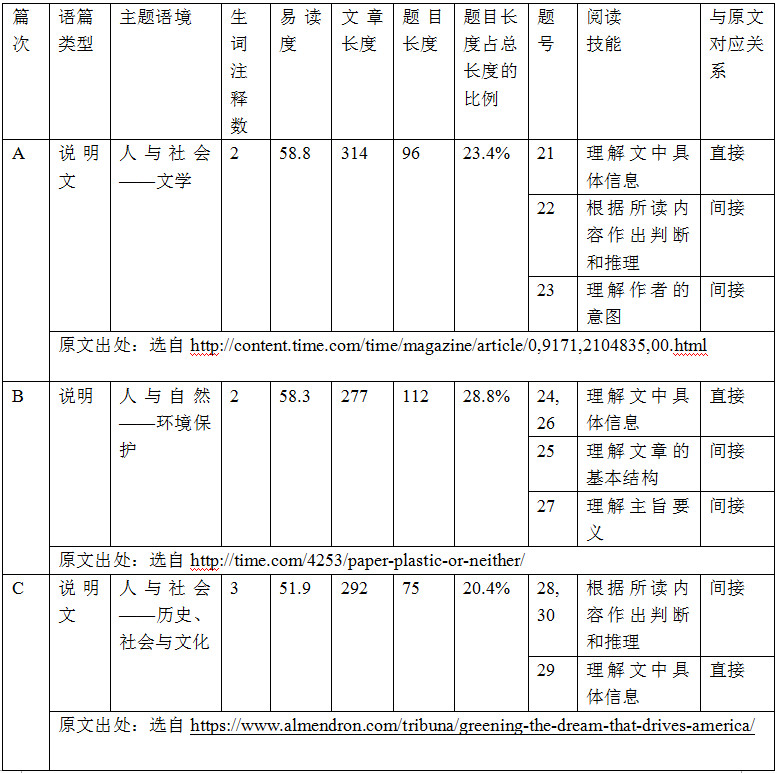 篇次 语篇类型 主题语境 生词注释数 易读度 文章长度 题目长度 题目长度占总长度的比例 题号 阅读技能 与原文对应关系
A 说明文 人与社会——文学 2 58.8 314 96 23.4% 21 理解文中具体信息 直接
22 根据所读内容作出判断和推理 间接
23 理解作者的意图 间接
原文出处：选自 http://content.time.com/time/magazine/article/0,9171,2104835,00.html
B 说明 人与自然——环境保护 2 58.3 277 112 28.8% 24, 26 理解文中具体信息 直接
25 理解文章的基本结构 间接
27 理解主旨要义 间接
原文出处：选自 http://time.com/4253/paper-plastic-or-neither/
C 说明文 人与社会——历史、社会与文化 3 51.9 292 75 20.4% 28, 30 根据所读内容作出判断和推理 间接
29 理解文中具体信息 直接
原文出处：选自 https://www.almendron.com/tribuna/greening-the-dream-that-drives-america/